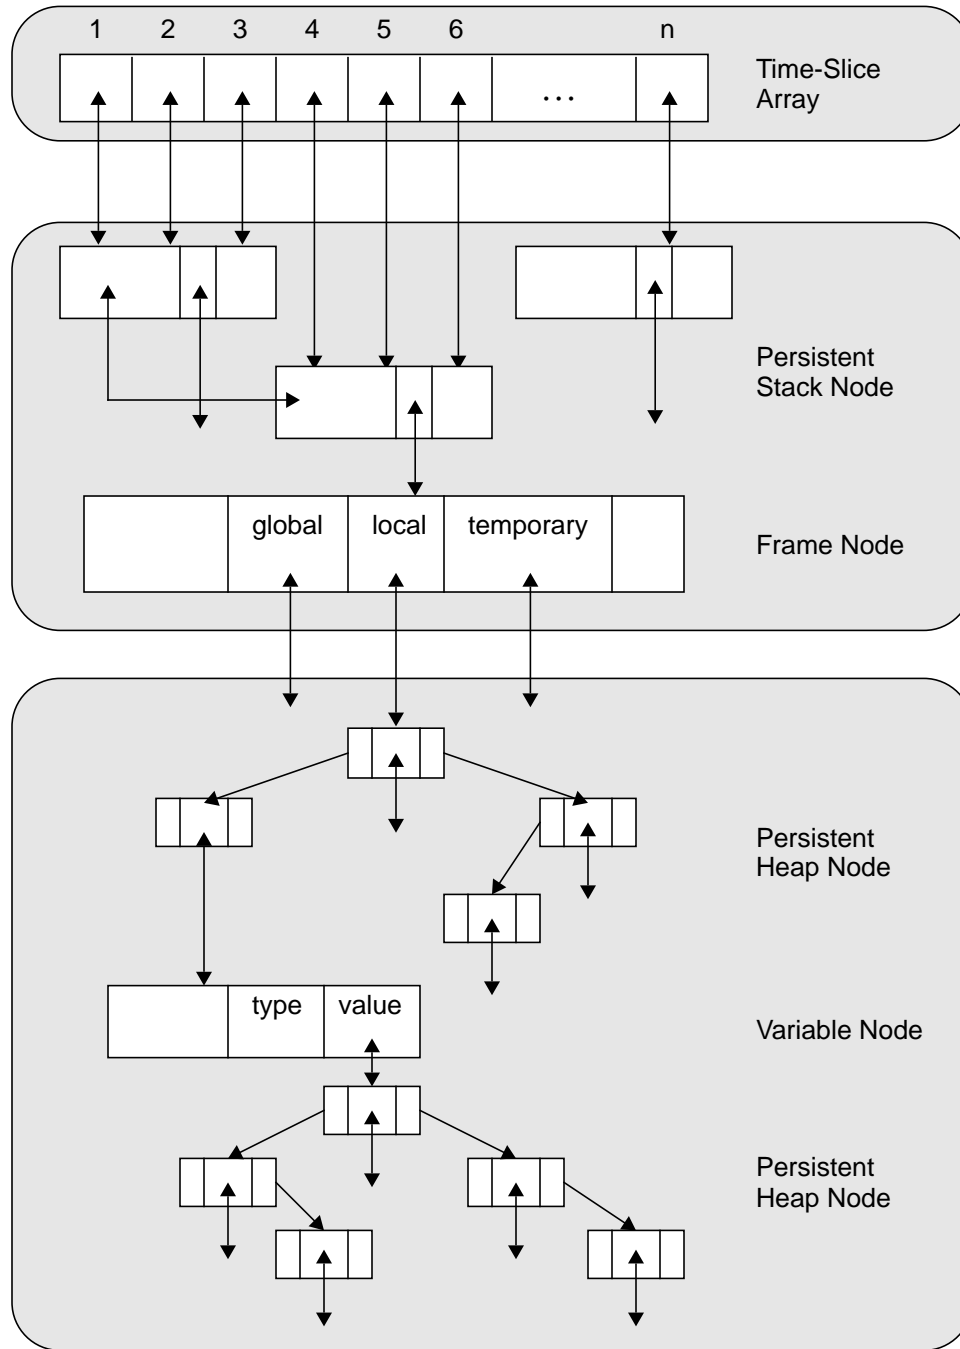 1 2 3 4 5 6 n
Time-Slice
Array
...
Persistent
Stack Node
global local temporary
Frame Node
Persistent
Heap Node
type value
Variable Node
Persistent
Heap Node